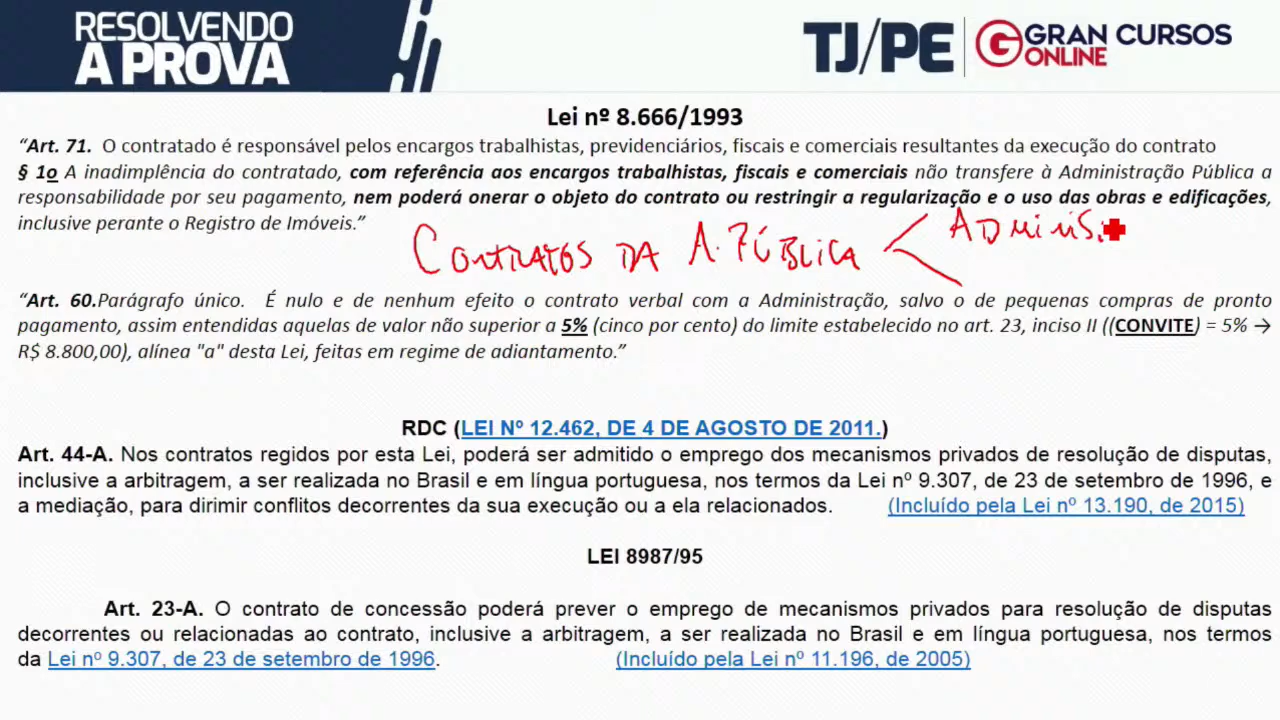 RESOLVENDO
A PROVA
TJ/PE
GRAN CURSOS
ONLINE
Lei nº 8.666/1993
“Art. 71. O contratado é responsável pelos encargos trabalhistas, previdenciários, fiscais e comerciais resultantes da execução do contrato
§ 1o A inadimplência do contratado, com referência aos encargos trabalhistas, fiscais e comerciais não transfere à Administração Pública a
responsabilidade por seu pagamento, nem poderá onerar o objeto do contrato ou restringir a regularização e o uso das obras e edificações,
inclusive perante o Registro de Imóveis.”
CONTRATOS DA A. PÚBLICA < ADMINIS.
“Art. 60.Parágrafo único. É nulo e de nenhum efeito o contrato verbal com a Administração, salvo o de pequenas compras de pronto
pagamento, assim entendidas aquelas de valor não superior a 5% (cinco por cento) do limite estabelecido no art. 23, inciso II ((CONVITE) = 5% →
R$ 8.800,00), alínea "a" desta Lei, feitas em regime de adiantamento.”
RDC (LEI Nº 12.462, DE 4 DE AGOSTO DE 2011.)
Art. 44-A. Nos contratos regidos por esta Lei, poderá ser admitido o emprego dos mecanismos privados de resolução de disputas,
inclusive a arbitragem, a ser realizada no Brasil e em língua portuguesa, nos termos da Lei nº 9.307, de 23 de setembro de 1996, e
a mediação, para dirimir conflitos decorrentes da sua execução ou a ela relacionados. (Incluído pela Lei nº 13.190, de 2015)
LEI 8987/95
Art. 23-A. O contrato de concessão poderá prever o emprego de mecanismos privados para resolução de disputas
decorrentes ou relacionadas ao contrato, inclusive a arbitragem, a ser realizada no Brasil e em língua portuguesa, nos termos
da Lei nº 9.307, de 23 de setembro de 1996. (Incluído pela Lei nº 11.196, de 2005)